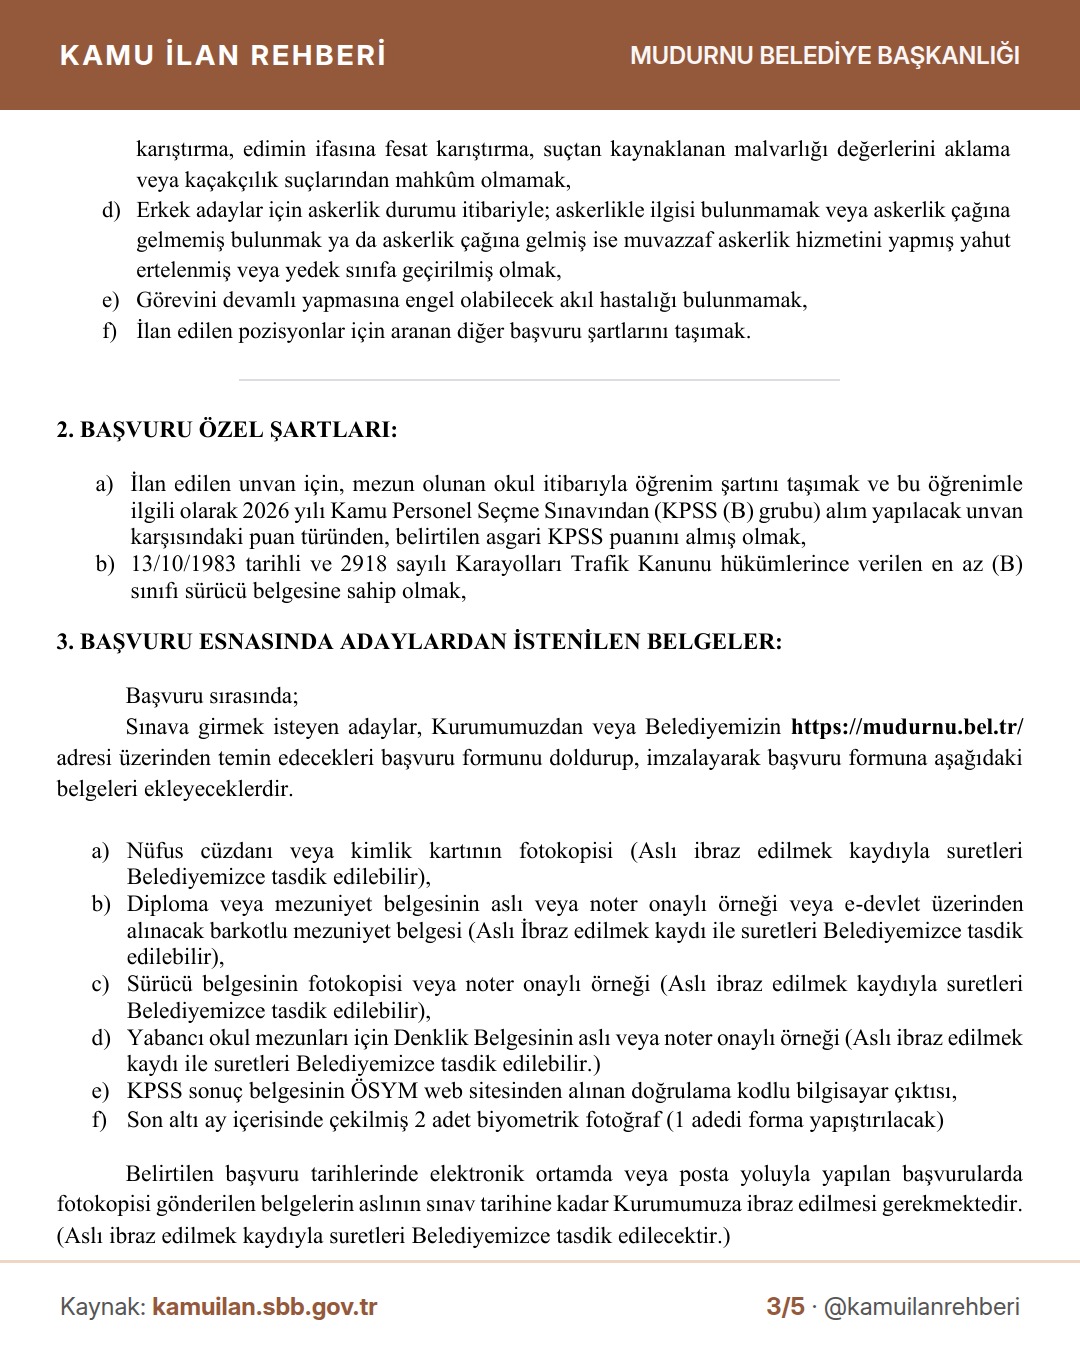 KAMU İLAN REHBERİ
MUDURNU BELEDİYE BAŞKANLIĞI
karıştırma, edimin ifasına fesat karıştırma, suçtan kaynaklanan malvarlığı değerlerini aklama
veya kaçakçılık suçlarından mahkûm olmamak,
d) Erkek adaylar için askerlik durumu itibariyle; askerlikle ilgisi bulunmamak veya askerlik çağına
gelmemiş bulunmak ya da askerlik çağına gelmiş ise muvazzaf askerlik hizmetini yapmış yahut
ertelenmiş veya yedek sınıfa geçirilmiş olmak,
e) Görevini devamlı yapmasına engel olabilecek akıl hastalığı bulunmamak,
f) İlan edilen pozisyonlar için aranan diğer başvuru şartlarını taşımak.
2. BAŞVURU ÖZEL ŞARTLARI:
a) İlan edilen unvan için, mezun olunan okul itibarıyla öğrenim şartını taşımak ve bu öğrenimle
ilgili olarak 2026 yılı Kamu Personel Seçme Sınavından (KPSS (B) grubu) alım yapılacak unvan
karşısındaki puan türünden, belirtilen asgari KPSS puanını almış olmak,
b) 13/10/1983 tarihli ve 2918 sayılı Karayolları Trafik Kanunu hükümlerince verilen en az (B)
sınıfı sürücü belgesine sahip olmak,
3. BAŞVURU ESNASINDA ADAYLARDAN İSTENİLEN BELGELER:
Başvuru sırasında;
Sınava girmek isteyen adaylar, Kurumumuzdan veya Belediyemizin https://mudurnu.bel.tr/
adresi üzerinden temin edecekleri başvuru formunu doldurup, imzalayarak başvuru formuna aşağıdaki
belgeleri ekleyeceklerdir.
a) Nüfus cüzdanı veya kimlik kartının fotokopisi (Aslı ibraz edilmek kaydıyla suretleri
Belediyemizce tasdik edilebilir),
b) Diploma veya mezuniyet belgesinin aslı veya noter onaylı örneği veya e-devlet üzerinden
alınacak barkotlu mezuniyet belgesi (Aslı İbraz edilmek kaydı ile suretleri Belediyemizce tasdik
edilebilir),
c) Sürücü belgesinin fotokopisi veya noter onaylı örneği (Aslı ibraz edilmek kaydıyla suretleri
Belediyemizce tasdik edilebilir),
d) Yabancı okul mezunları için Denklik Belgesinin aslı veya noter onaylı örneği (Aslı ibraz edilmek
kaydı ile suretleri Belediyemizce tasdik edilebilir.)
e) KPSS sonuç belgesinin ÖSYM web sitesinden alınan doğrulama kodlu bilgisayar çıktısı,
f) Son altı ay içerisinde çekilmiş 2 adet biyometrik fotoğraf (1 adedi forma yapıştırılacak)
Belirtilen başvuru tarihlerinde elektronik ortamda veya posta yoluyla yapılan başvurularda
fotokopisi gönderilen belgelerin aslının sınav tarihine kadar Kurumumuza ibraz edilmesi gerekmektedir.
(Aslı ibraz edilmek kaydıyla suretleri Belediyemizce tasdik edilecektir.)
Kaynak: kamuilan.sbb.gov.tr
3/5 · @kamuilanrehberi